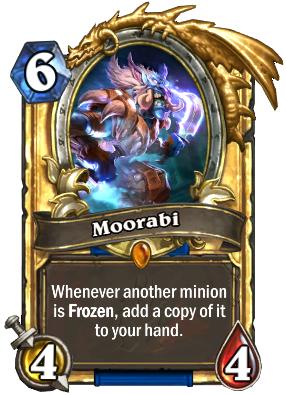 6
Moorabi
Whenever another minion
is Frozen, add a copy of it
to your hand.
4 4